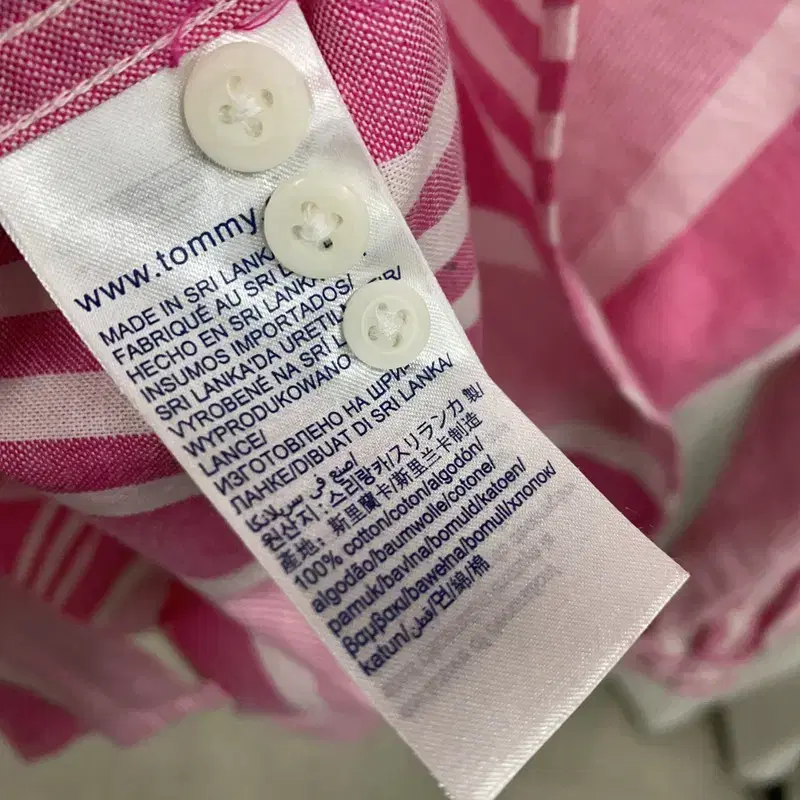 www.tommy
MADE IN SRI LANKA/
FABRIQUÉ AU SRI L
HECHO EN SRI LANKA
INSUMOS IMPORTADOS/
SRI LANKA'DA ÜRETİL
VYROBENÉ NA SRI
WYPRODUKOWANO
LANCE/
ИЗГОТОВЛЕНО НА ШРИ
ЛАНКЕ/DIBUAT DI SRI LANKA/
صنع في سريلانكا/
원산지 : 스리랑카/スリランカ 製/
產地 : 斯里蘭卡/斯里兰卡制造
100% cotton/coton/algodón/
algodão/baumwolle/cotone/
pamuk/bavlna/bomuld/katoen/
βαμβακι/bawełna/bomull/хлопок/
katun/قطن/면/綿/棉